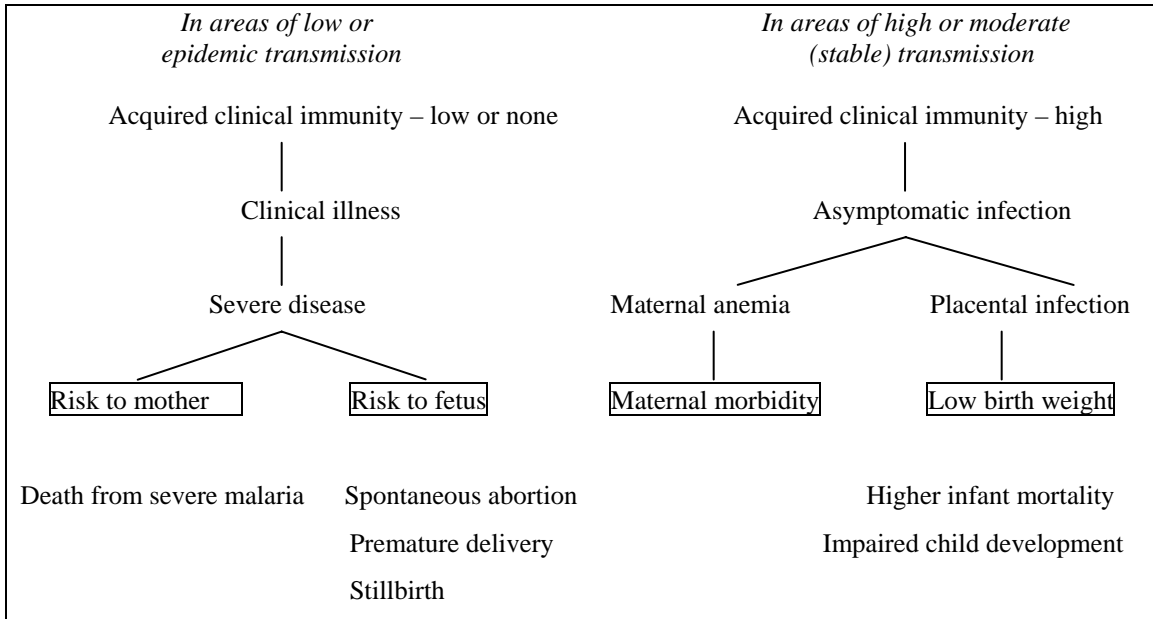 In areas of low or
epidemic transmission
Acquired clinical immunity – low or none
Clinical illness
Severe disease
Risk to mother
Risk to fetus
Death from severe malaria
Spontaneous abortion
Premature delivery
Stillbirth
In areas of high or moderate
(stable) transmission
Acquired clinical immunity – high
Asymptomatic infection
Maternal anemia
Placental infection
Maternal morbidity
Low birth weight
Higher infant mortality
Impaired child development